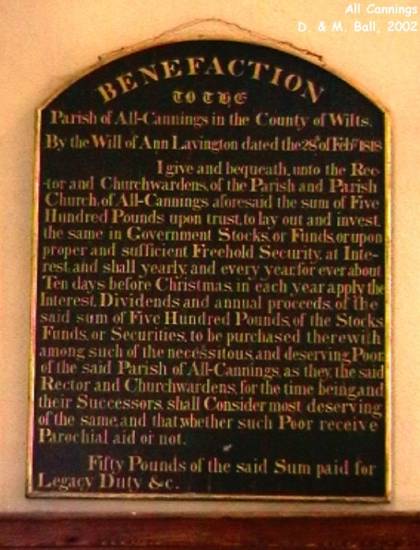 All Cannings
D. & M. Ball, 2002
BENEFACTION
TO THE
Parish of All-Cannings in the County of Wilts.
By the Will of Ann Lavington dated the 28th of Feby 1818
I give and bequeath, unto the Rec-
-tor and Churchwardens, of the Parish and Parish
Church, of All-Cannings aforesaid the sum of Five
Hundred Pounds upon trust, to lay out and invest,
the same in Government Stocks, or Funds, or upon
proper and sufficient Freehold Security, at Inte-
rest, and shall yearly, and every year, for ever about
Ten days before Christmas, in each year apply the
Interest, Dividends and annual proceeds, of the
said sum of Five Hundred Pounds, of the Stocks,
Funds, or Securities, to be purchased therewith
among such of the necessitous, and deserving Poor
of the said Parish of All-Cannings, as they, the said
Rector and Churchwardens, for the time being, and
their Successors, shall Consider most deserving
of the same, and that whether such Poor receive
Parochial aid or not.
Fifty Pounds of the said Sum paid for
Legacy Duty &c.